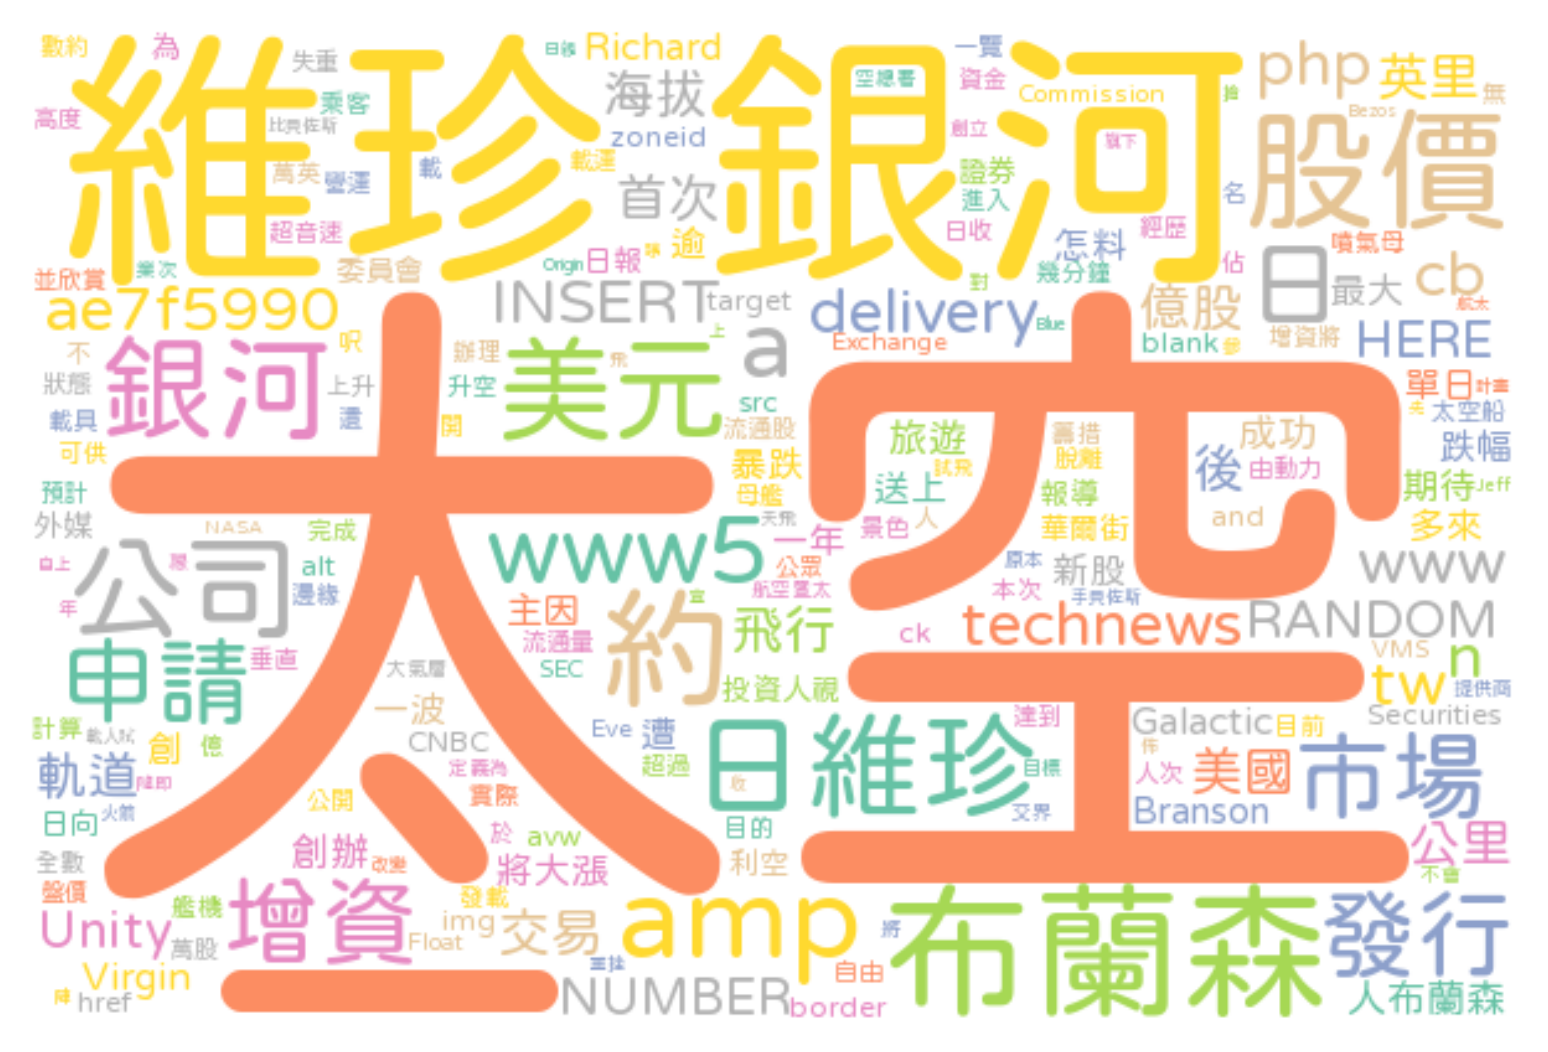 數約 為 失重 日語 Richard 一覽 php 英里
維珍銀河
高度 乘客 海拔 空總署 資金 Commission 無
比貝佐斯 zoneid 創立 旗下 Bezos 股價
萬英 營運 載運 載 首次 證券 進入 名
超音速 逾 日收 怎料 經歷 噴氣母
並欣賞 業次 委員會 Origin 日報 對 幾分鐘 佔 日 最大 cb
ae7f5990 INSERT target delivery Blue 億股 航太
不 銀河 呎 辦理 飛 美元 上 a Exchange blank 增資將 HERE
狀態 上升 升空 src 單日 計畫
載具 還 開 流通股 旅遊 籌措 成功 太空船
可供 暴跌 試飛 脫離 後 由動力 跌幅
太空
預計 母艦 送上 報導 期待 Jeff
外媒 NASA 完成 天飛 景色 人 華爾街 and 多來
自上 公司 alt www5 一年 公眾 原本 新股 www
年 邊緣 航空暨太 本次 手貝佐斯
主因 約 宣 飛行 ck technews RANDOM
申請 垂直 流通量 VMS n
大氣層 SEC 投資人視 tw 提供商
計算 載人試 一波 Eve 遭 日 維珍 達到 Galactic 目前 Securities
軌道 創 億 CNBC 件 美國 市場
降即 定義為 超過 收 目標 人次
日向 火箭 公開 實際 交界 Branson
全數 創辦 於 avw 目的 公里
盤價 改變 將大漲 利空 不會
艦機 增資 發載 amp 布蘭森 發行
Unity 萬股 Float img 交易 將
Virgin 重挫 自由
降 href 一 NUMBER border 人布蘭森